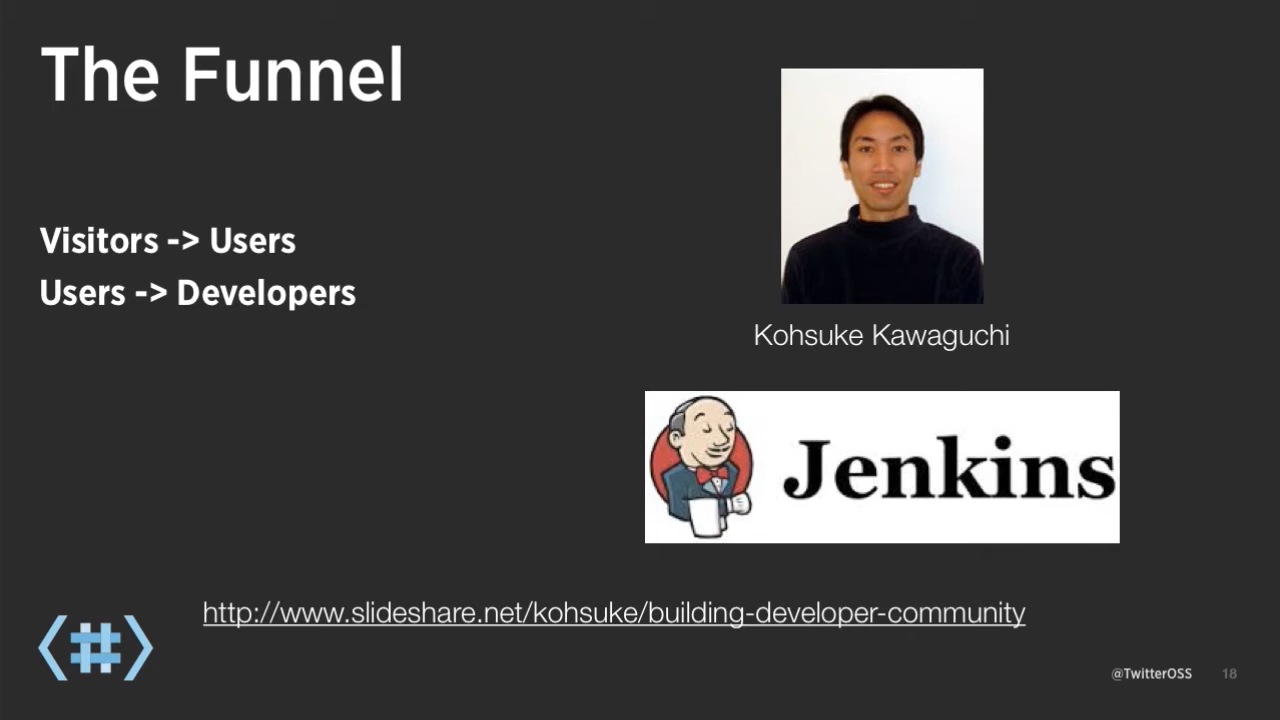 The Funnel
Visitors -> Users
Users -> Developers
Kohsuke Kawaguchi
Jenkins
http://www.slideshare.net/kohsuke/building-developer-community
@TwitterOSS 18